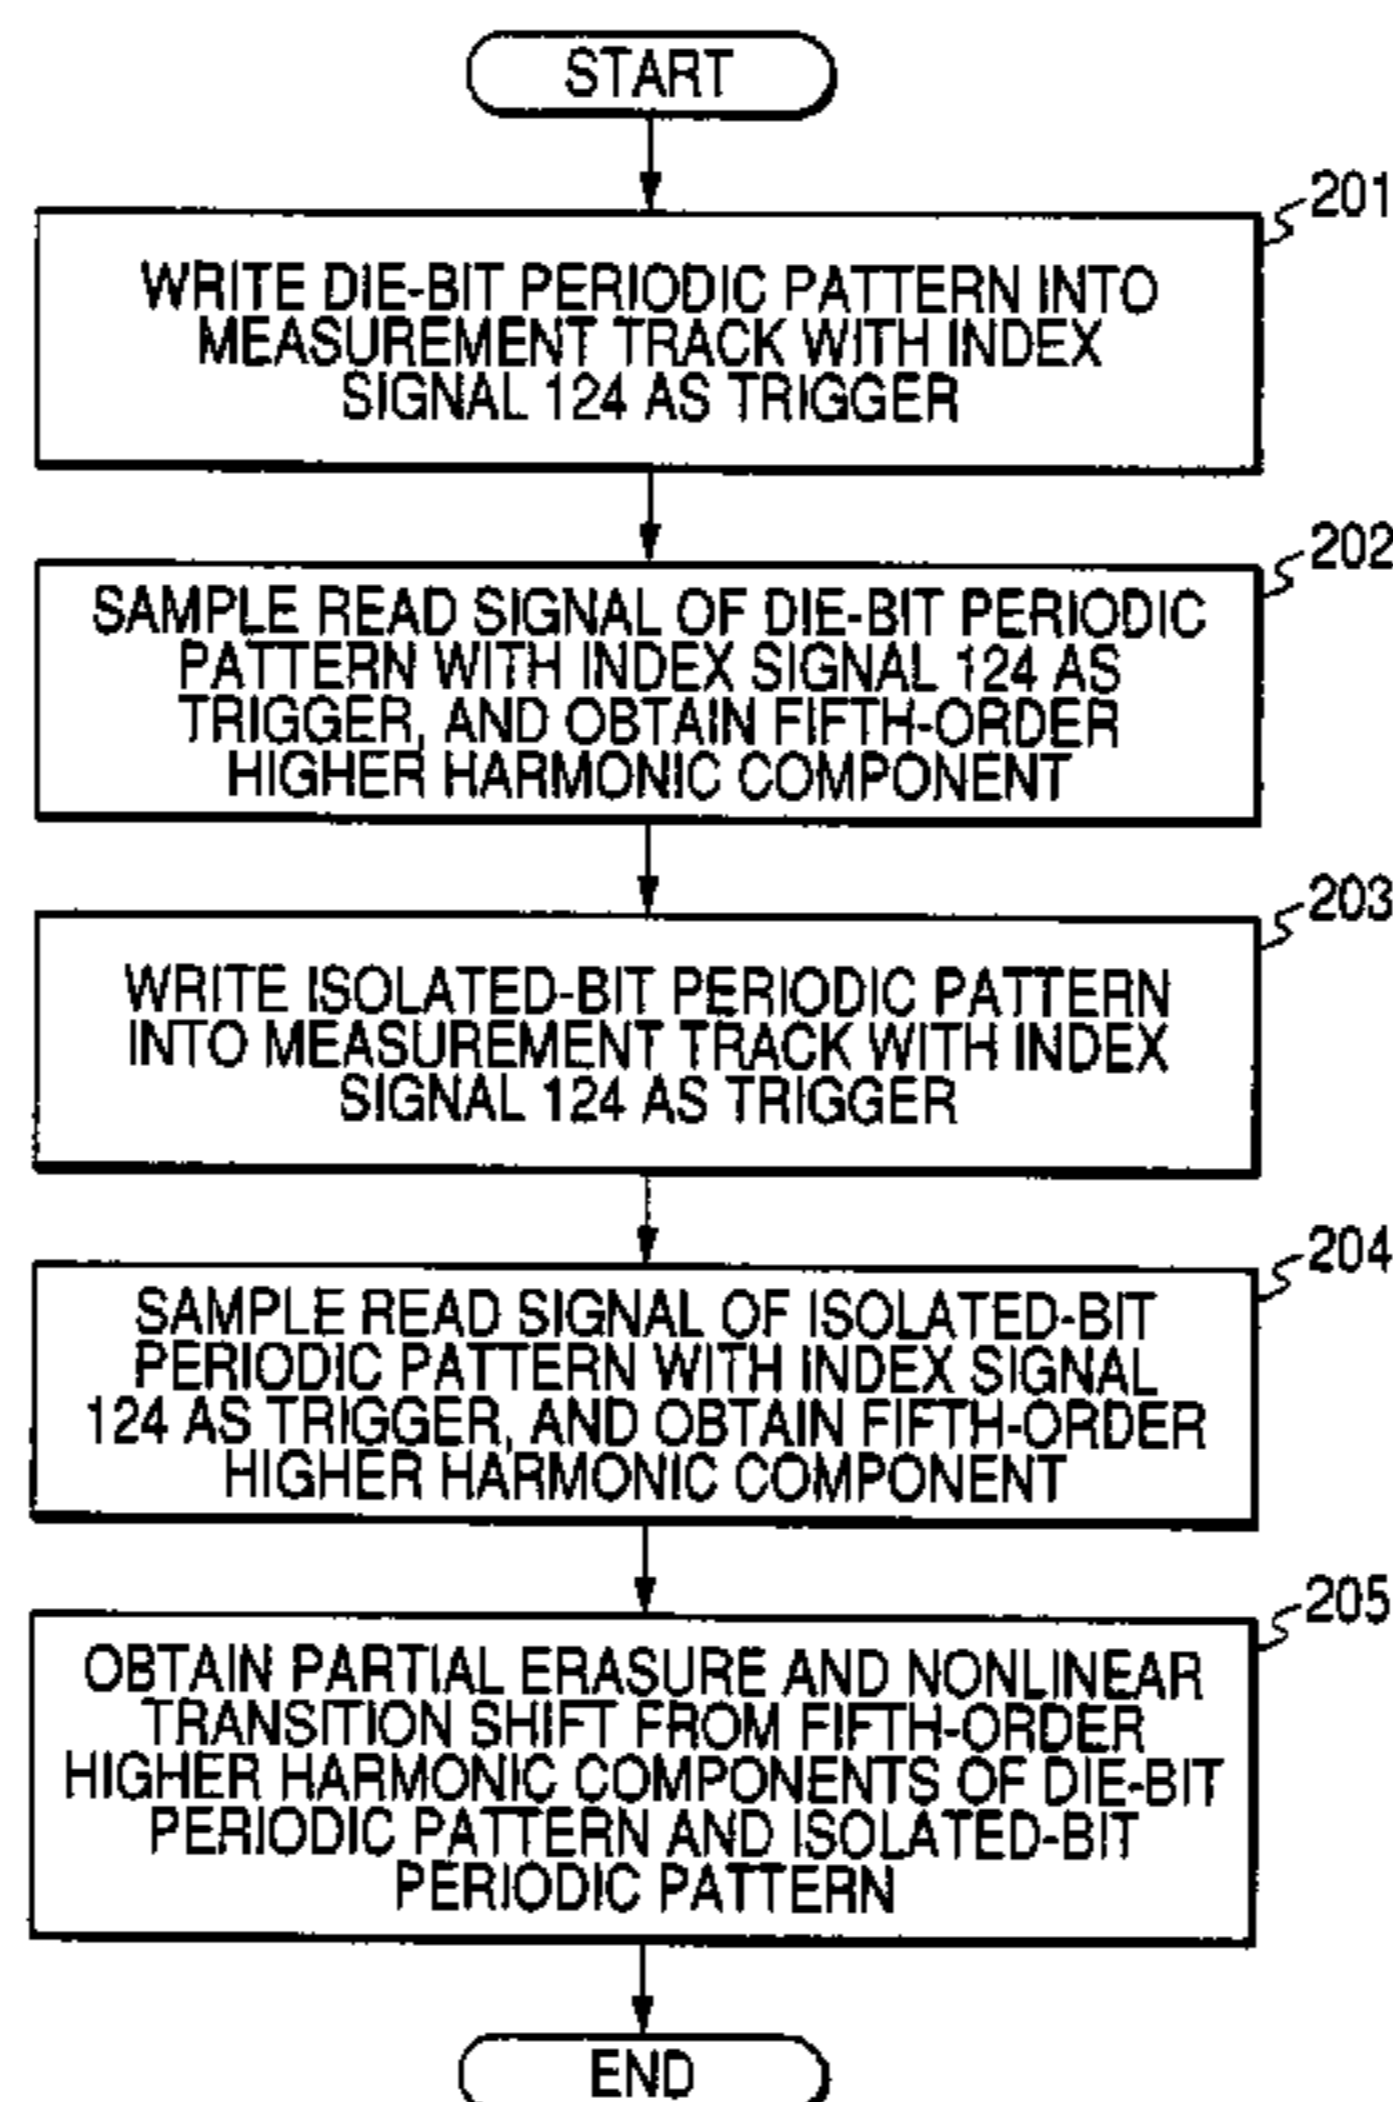 START
201
WRITE DIE-BIT PERIODIC PATTERN INTO
MEASUREMENT TRACK WITH INDEX
SIGNAL 124 AS TRIGGER
202
SAMPLE READ SIGNAL OF DIE-BIT PERIODIC
PATTERN WITH INDEX SIGNAL 124 AS
TRIGGER, AND OBTAIN FIFTH-ORDER
HIGHER HARMONIC COMPONENT
203
WRITE ISOLATED-BIT PERIODIC PATTERN
INTO MEASUREMENT TRACK WITH INDEX
SIGNAL 124 AS TRIGGER
204
SAMPLE READ SIGNAL OF ISOLATED-BIT
PERIODIC PATTERN WITH INDEX SIGNAL
124 AS TRIGGER, AND OBTAIN FIFTH-ORDER
HIGHER HARMONIC COMPONENT
205
OBTAIN PARTIAL ERASURE AND NONLINEAR
TRANSITION SHIFT FROM FIFTH-ORDER
HIGHER HARMONIC COMPONENTS OF DIE-BIT
PERIODIC PATTERN AND ISOLATED-BIT
PERIODIC PATTERN
END